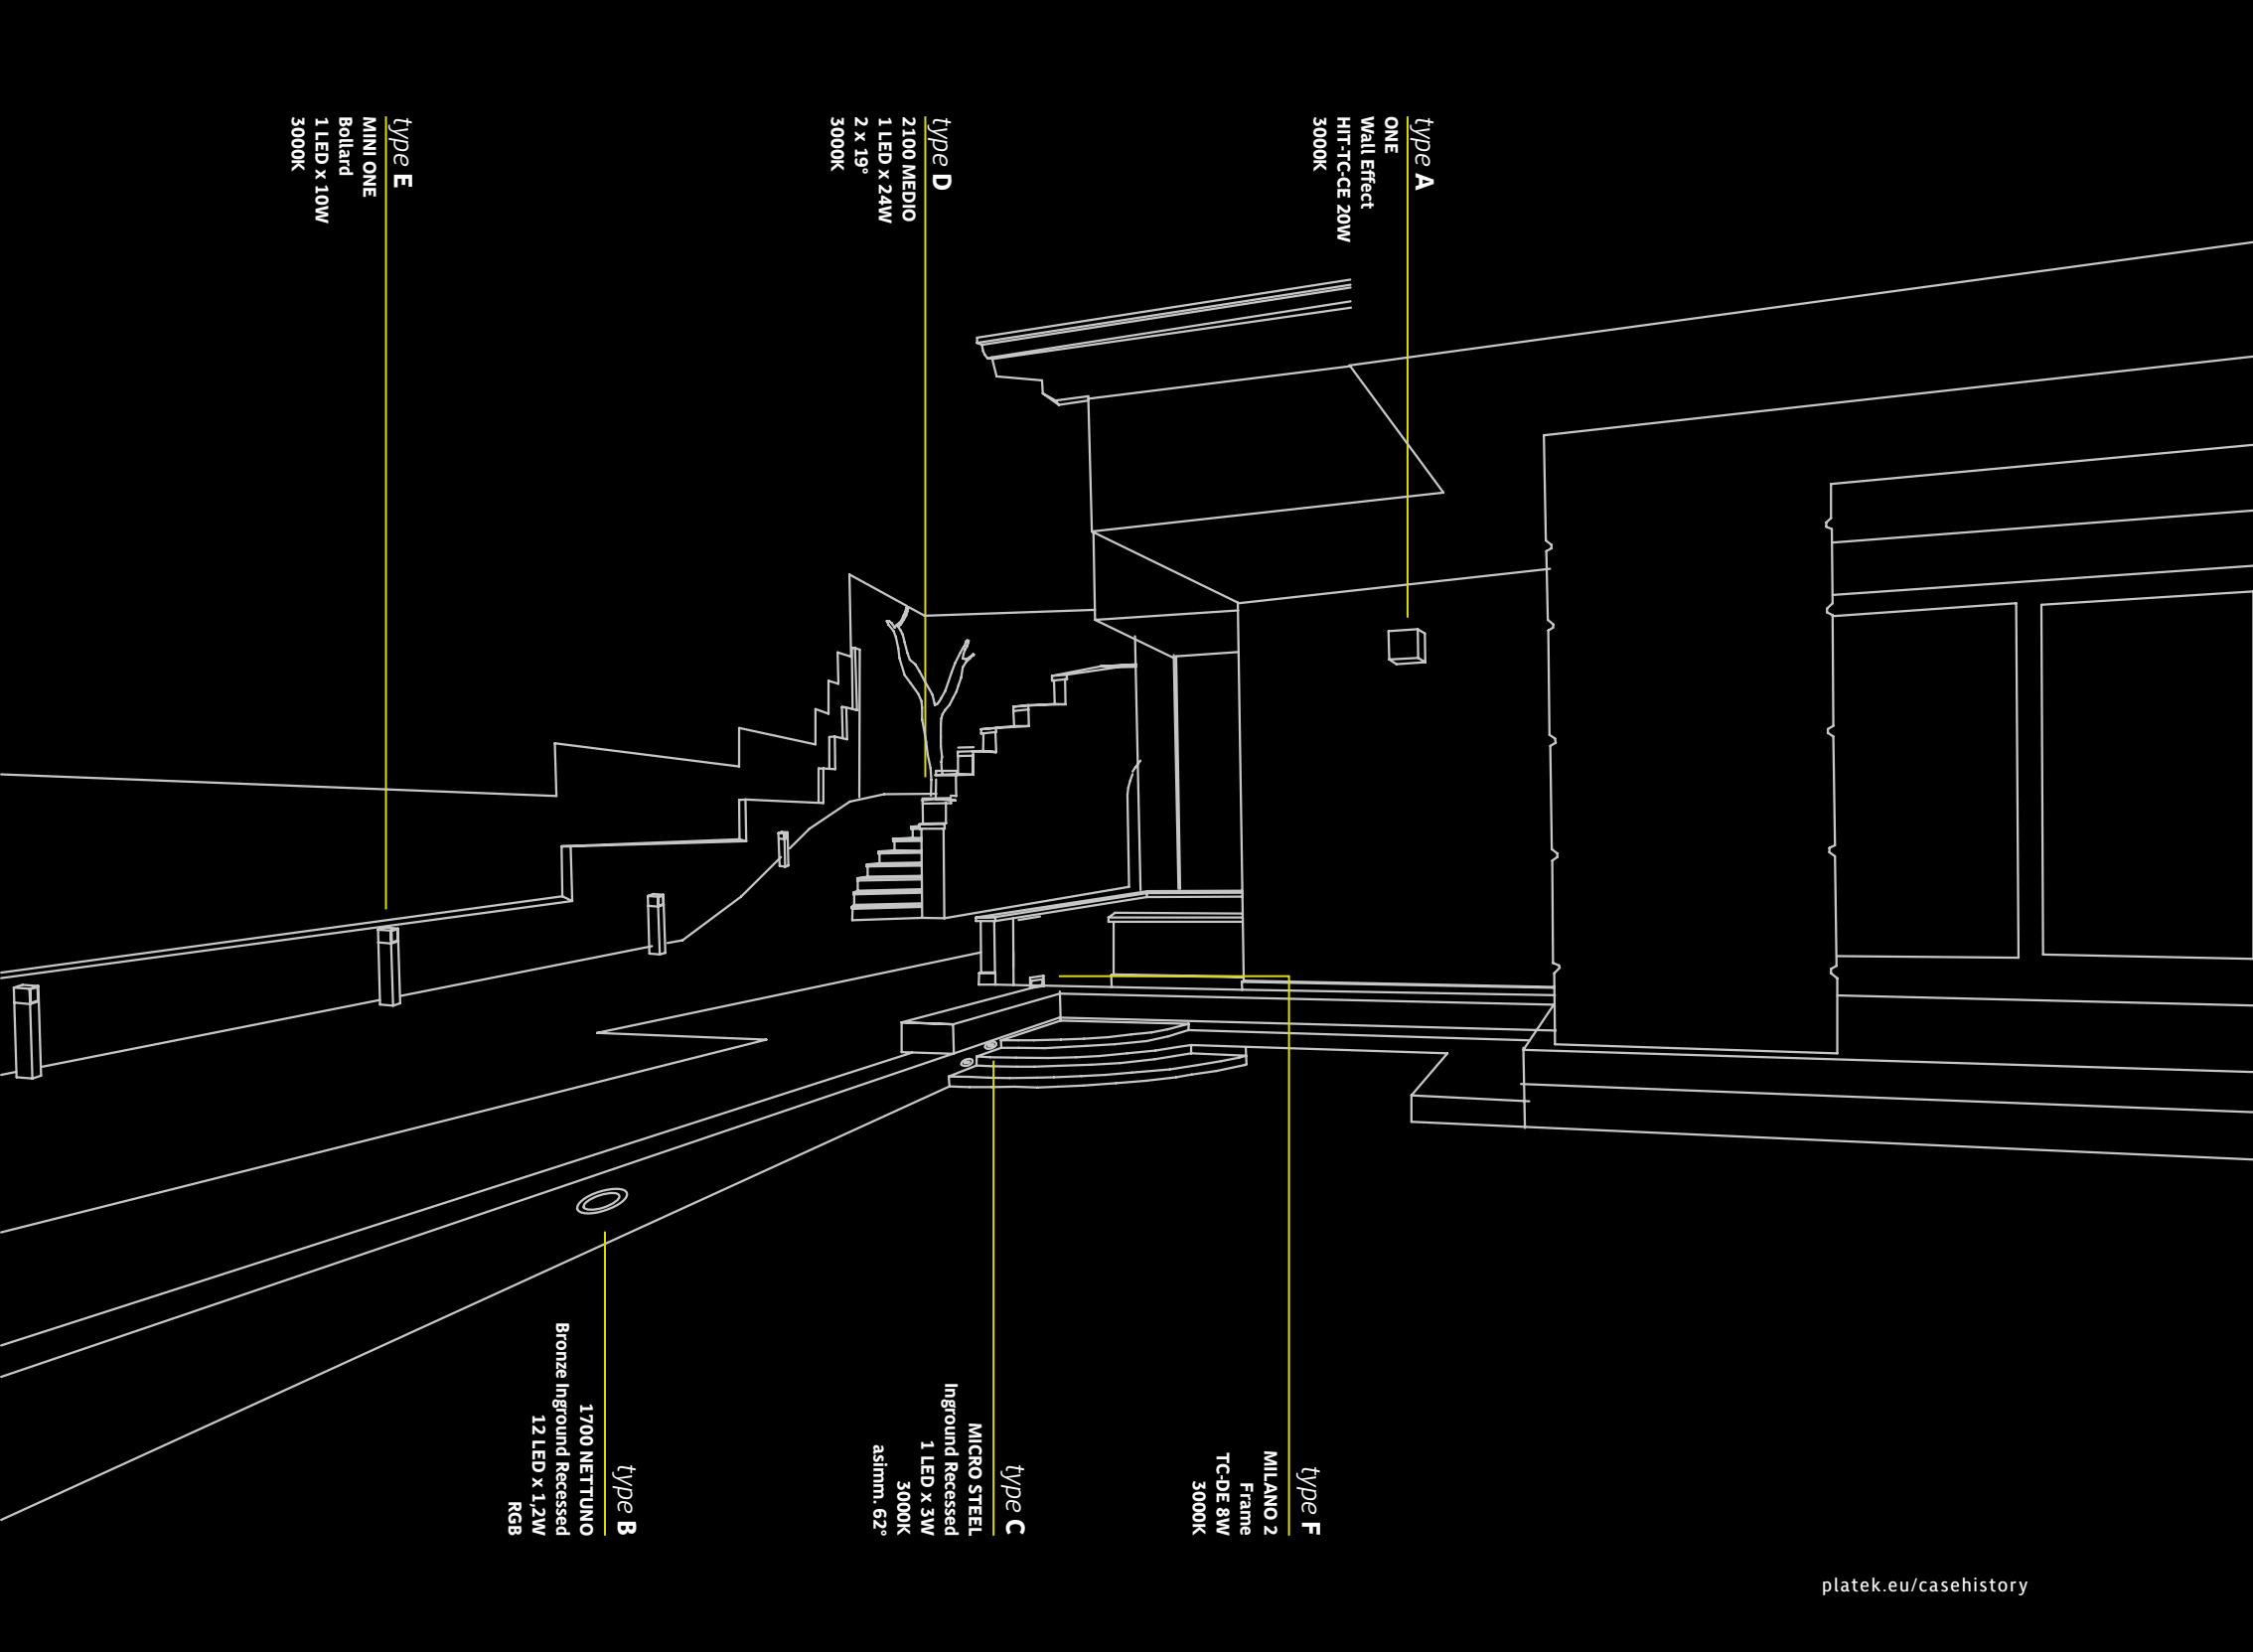 type E
MINI ONE
Bollard
1 LED x 10W
3000K
type D
2100 MEDIO
1 LED x 24W
2 x 19°
3000K
type A
ONE
Wall Effect
HIT-TC-CE 20W
3000K
type B
1700 NETTUNO
Bronze Inground Recessed
12 LED x 1,2W
RGB
type C
MICRO STEEL
Inground Recessed
1 LED x 3W
3000K
asimm. 62°
type F
MILANO 2
Frame
TC-DE 8W
3000K
platek.eu/casehistory